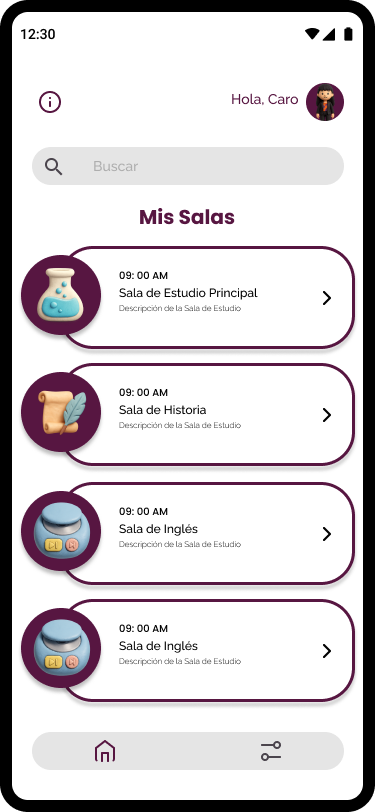 12:30
Hola, Caro
Buscar
Mis Salas
09: 00 AM
Sala de Estudio Principal
Descripción de la Sala de Estudio
09: 00 AM
Sala de Historia
Descripción de la Sala de Estudio
09: 00 AM
Sala de Inglés
Descripción de la Sala de Estudio
09: 00 AM
Sala de Inglés
Descripción de la Sala de Estudio